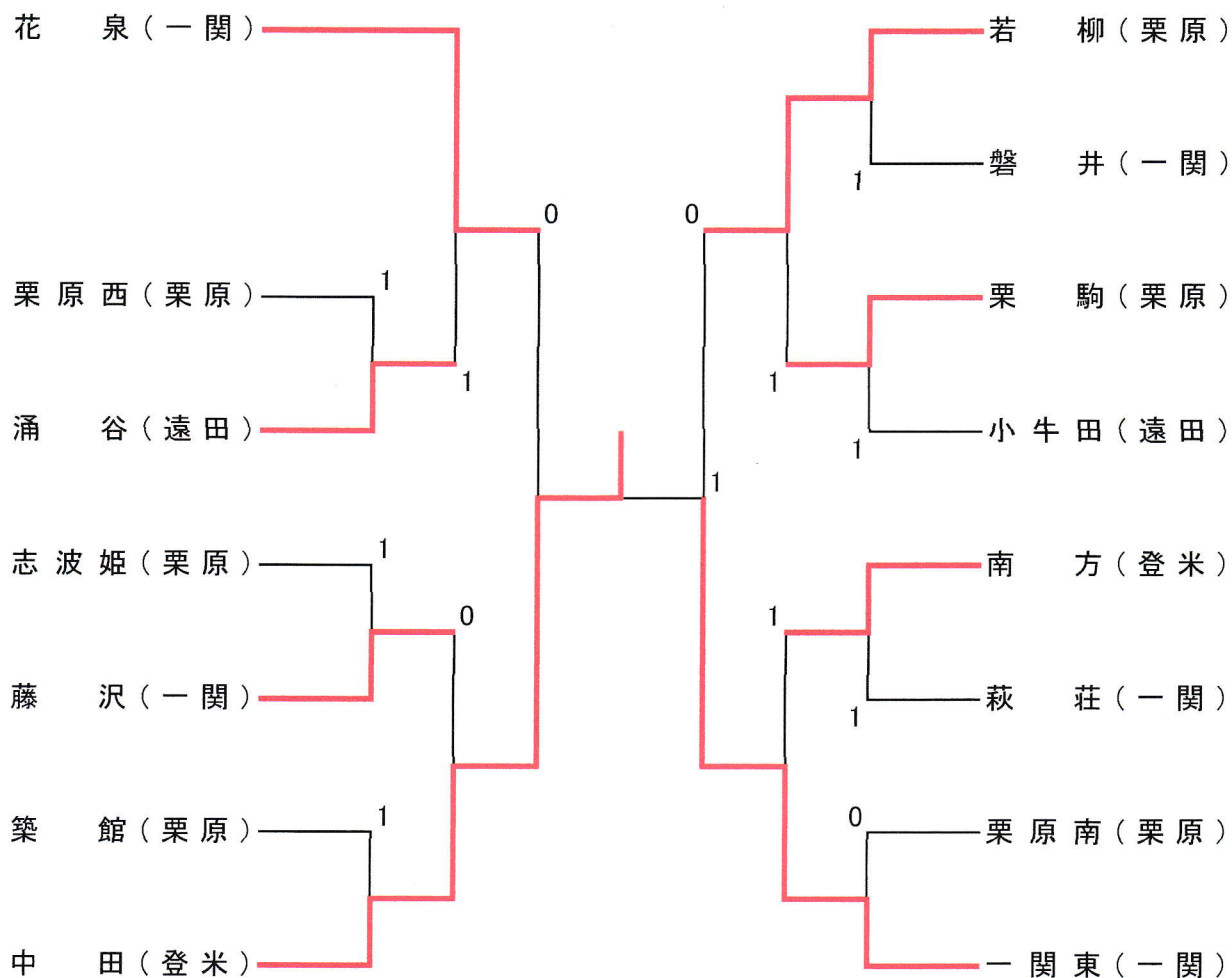 花泉(一関)
若柳(栗原)
磐井(一関)
1
0
0
栗原西(栗原)
1
栗駒(栗原)
1
1
涌谷(遠田)
小牛田(遠田)
1
1
志波姫(栗原)
1
南方(登米)
0
1
藤沢(一関)
萩荘(一関)
1
築館(栗原)
1
0
栗原南(栗原)
中田(登米)
一関東(一関)